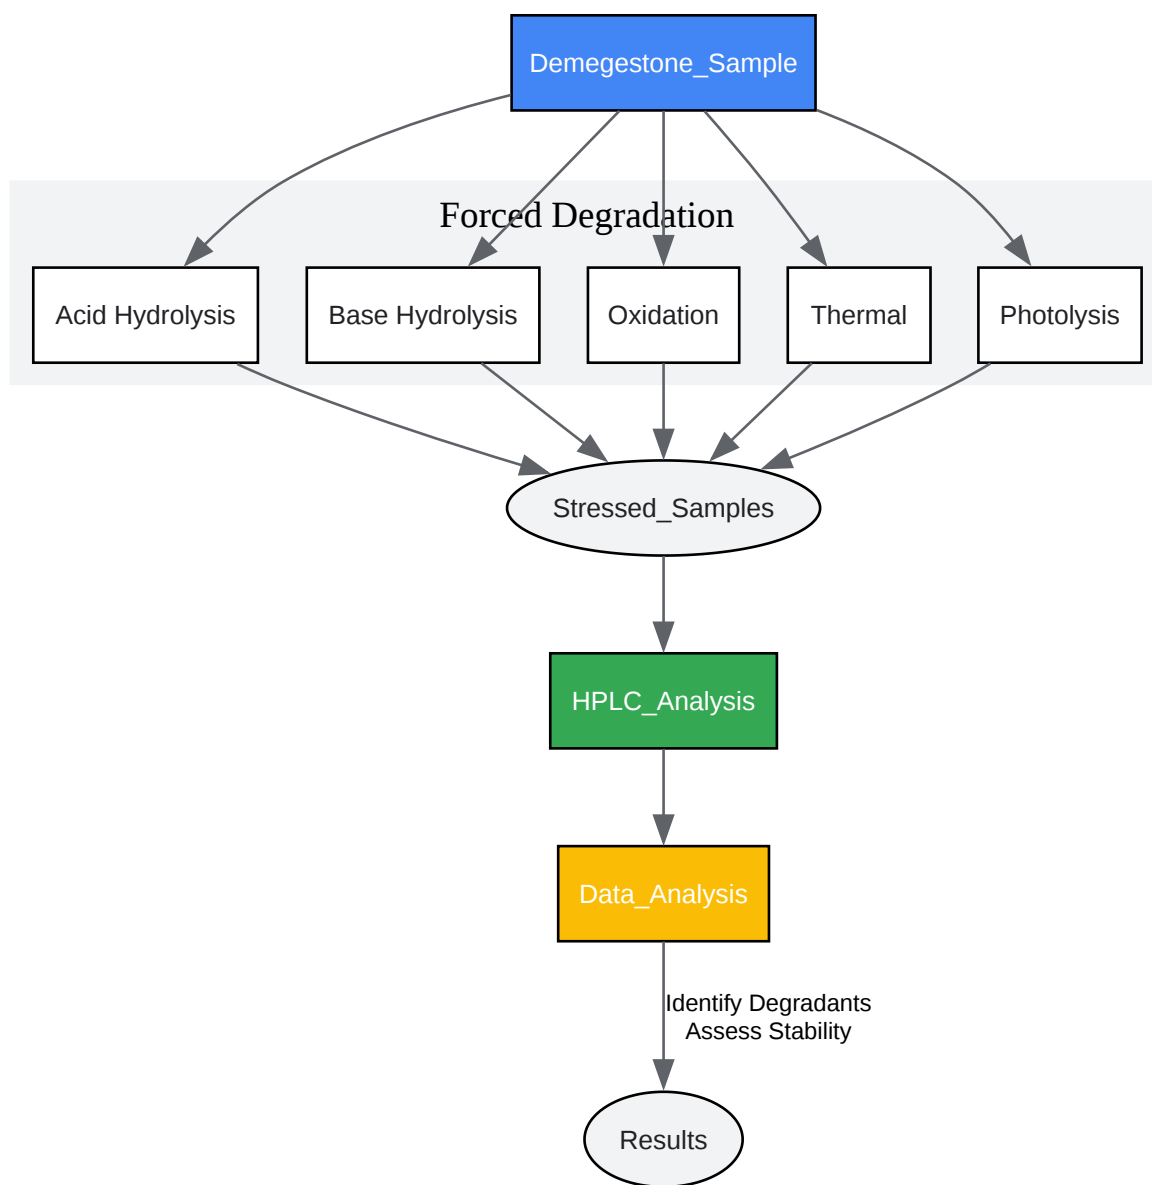 Demegestone_Sample
Forced Degradation
Acid Hydrolysis
Base Hydrolysis
Oxidation
Thermal
Photolysis
Stressed_Samples
HPLC_Analysis
Data_Analysis
Identify Degradants
Assess Stability
Results